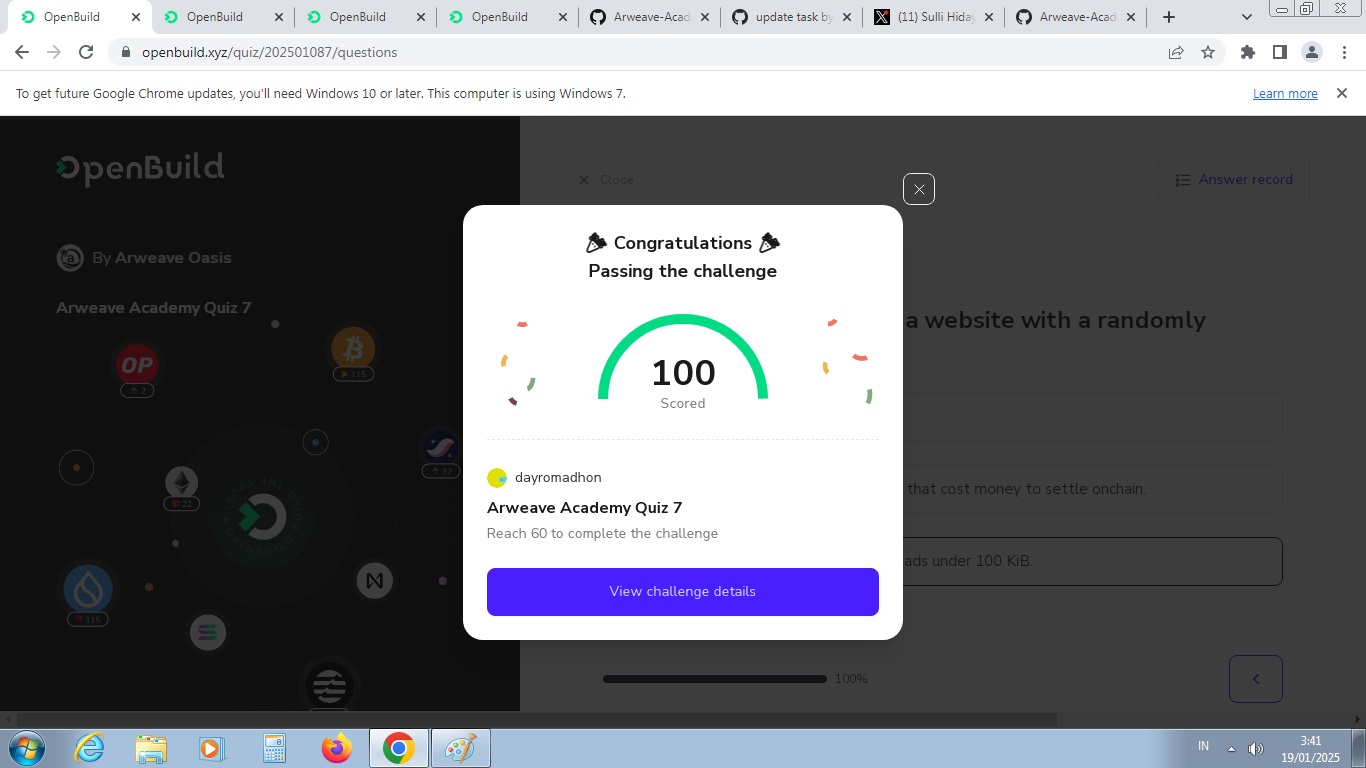 OpenBuild
OpenBuild
OpenBuild
OpenBuild
Arweave-Acad
update task by
(11) Sulli Hiday
Arweave-Acad
openbuild.xyz/quiz/202501087/questions
To get future Google Chrome updates, you'll need Windows 10 or later. This computer is using Windows 7.
Learn more
OpenBuild
Close
Answer record
By Arweave Oasis
Arweave Academy Quiz 7
OP
2
115
32
22
115
Congratulations
Passing the challenge
100
Scored
dayromadhon
Arweave Academy Quiz 7
Reach 60 to complete the challenge
View challenge details
a website with a randomly
that cost money to settle onchain.
ads under 100 KiB.
100%
IN
3:41
19/01/2025